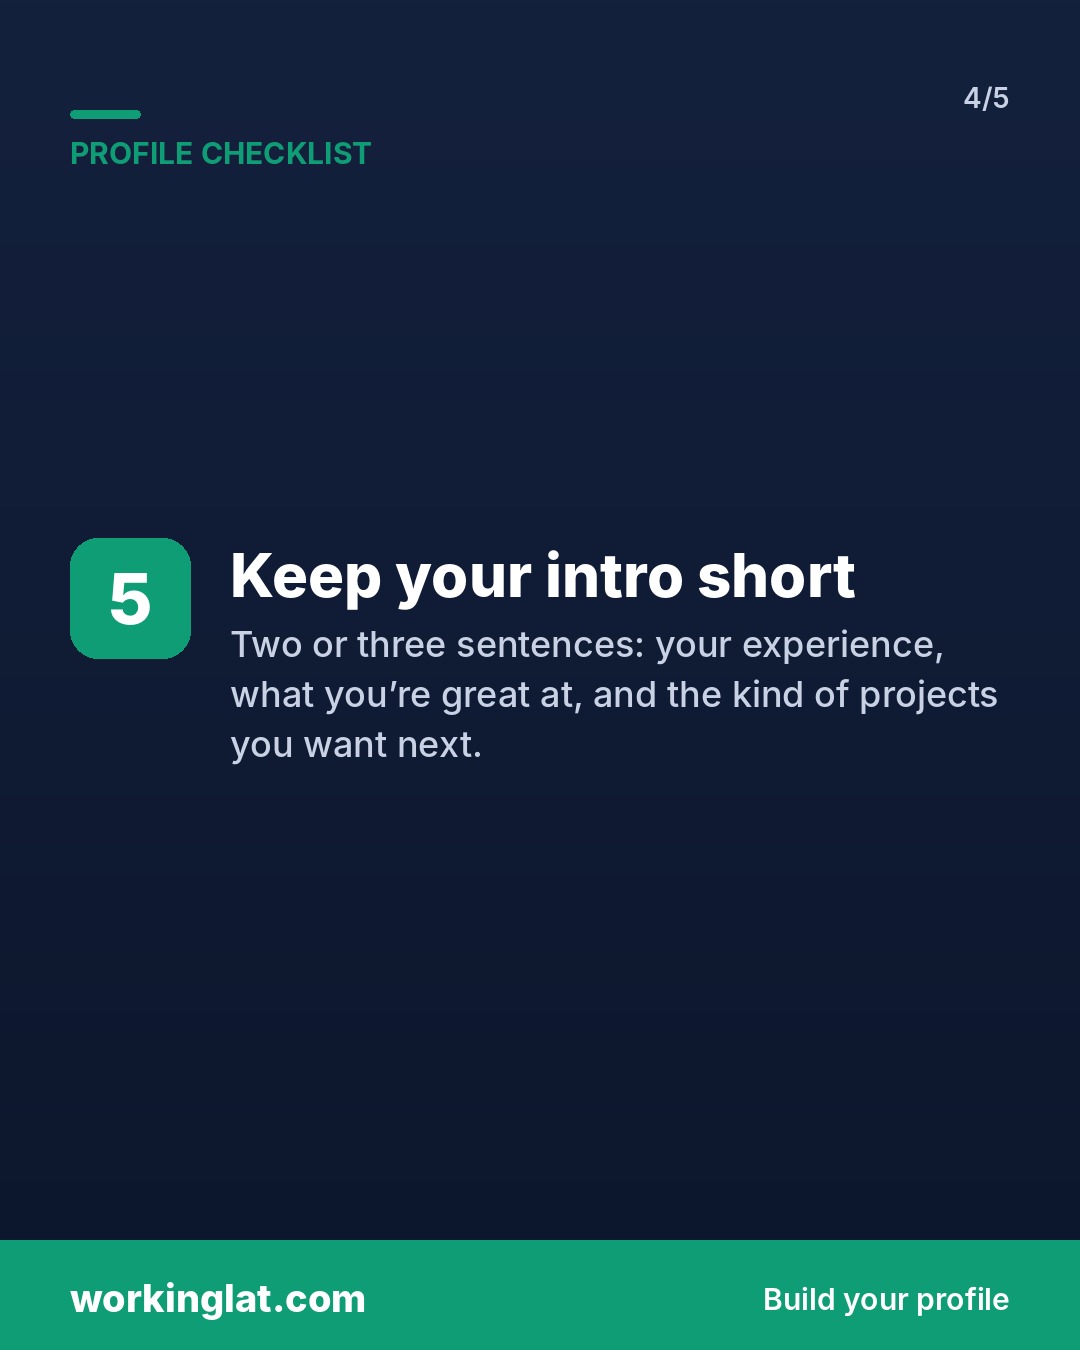 4/5
PROFILE CHECKLIST
5
Keep your intro short
Two or three sentences: your experience,
what you’re great at, and the kind of projects
you want next.
workinglat.com
Build your profile